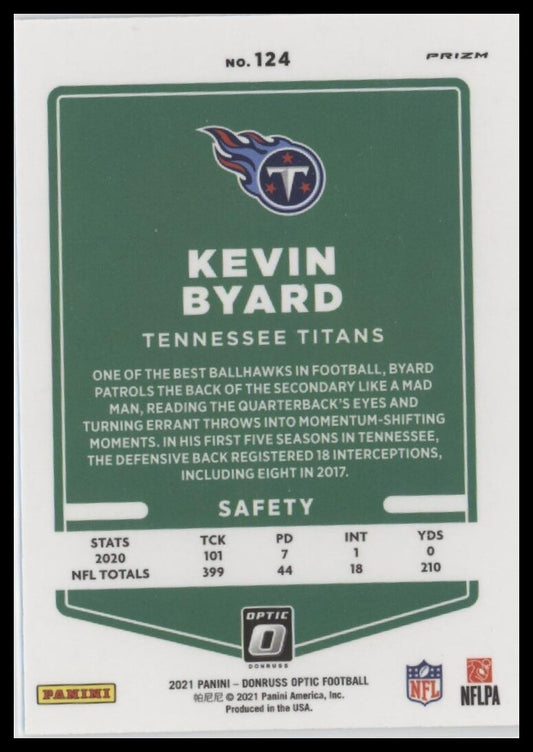 NO. 124
PRIZM
T
KEVIN
BYARD
TENNESSEE TITANS
ONE OF THE BEST BALLHAWKS IN FOOTBALL, BYARD
PATROLS THE BACK OF THE SECONDARY LIKE A MAD
MAN, READING THE QUARTERBACK'S EYES AND
TURNING ERRANT THROWS INTO MOMENTUM-SHIFTING
MOMENTS. IN HIS FIRST FIVE SEASONS IN TENNESSEE,
THE DEFENSIVE BACK REGISTERED 18 INTERCEPTIONS,
INCLUDING EIGHT IN 2017.
SAFETY
STATS TCK PD INT YDS
2020 101 7 1 0
NFL TOTALS 399 44 18 210
OPTIC
O
DONRUSS
2021 PANINI – DONRUSS OPTIC FOOTBALL
帕尼尼 © 2021 Panini America, Inc.
Produced in the USA.
PANINI
NFL
NFLPA